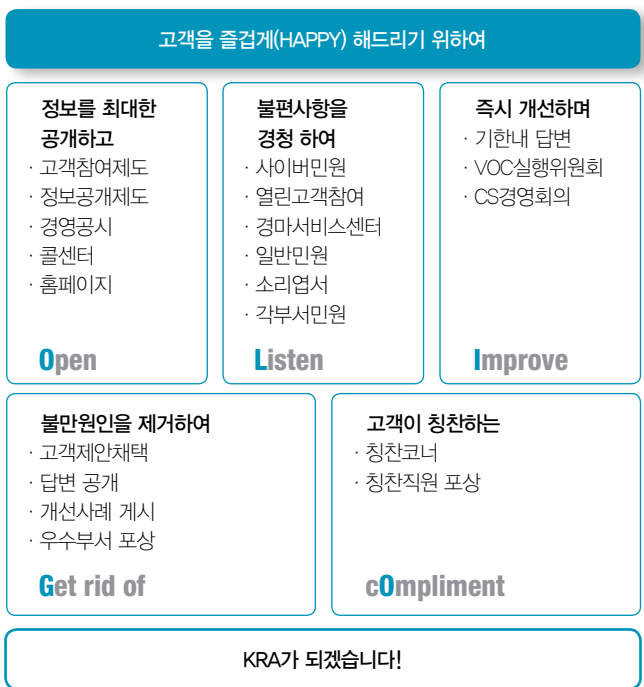 고객을 즐겁게(HAPPY) 해드리기 위하여
정보를 최대한
공개하고
· 고객참여제도
· 정보공개제도
· 경영공시
· 콜센터
· 홈페이지
Open
불편사항을
경청 하여
· 사이버민원
· 열린고객참여
· 경마서비스센터
· 일반민원
· 소리엽서
· 각부서민원
Listen
즉시 개선하며
· 기한내 답변
· VOC실행위원회
· CS경영회의
Improve
불만원인을 제거하여
· 고객제안채택
· 답변 공개
· 개선사례 게시
· 우수부서 포상
Get rid of
고객이 칭찬하는
· 칭찬코너
· 칭찬직원 포상
cOmpliment
KRA가 되겠습니다!